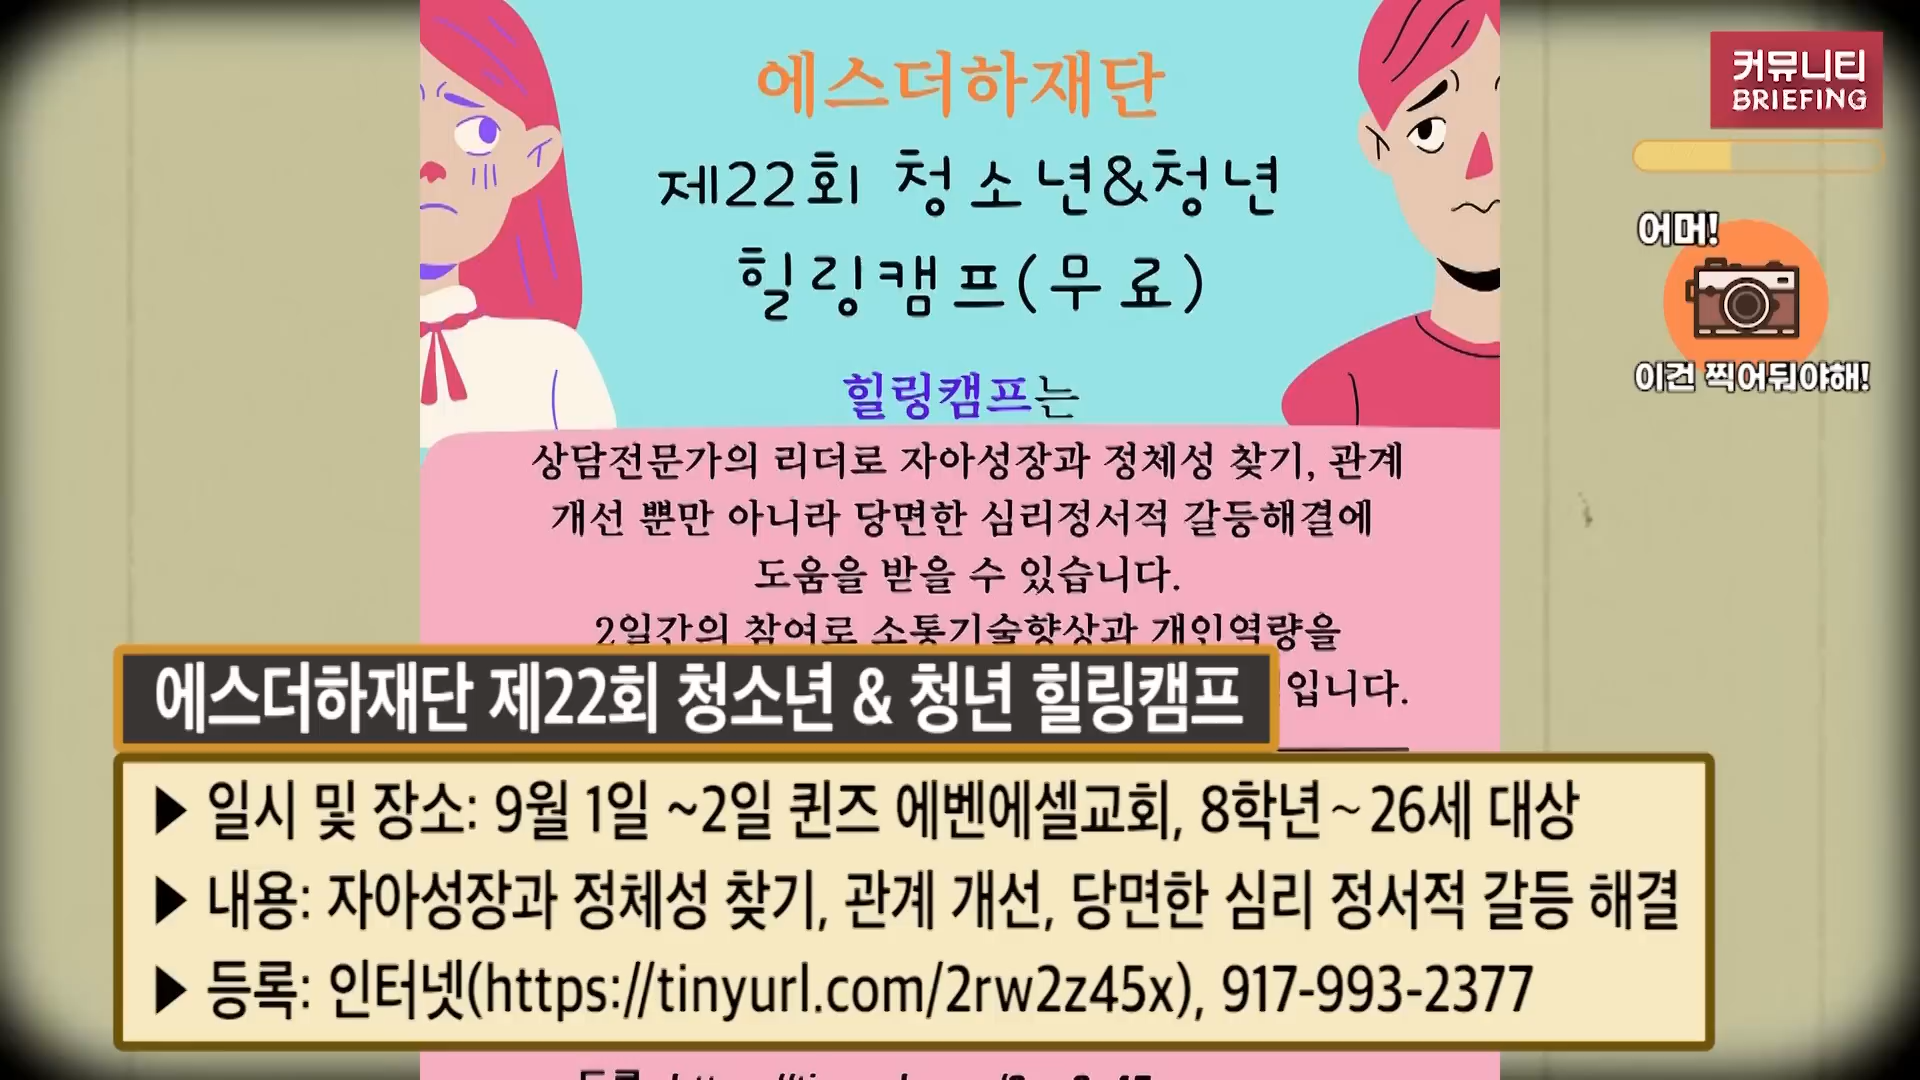 커뮤니티
BRIEFING
어머!
이건 찍어둬야해!
에스더하재단
제22회 청소년&청년
힐링캠프(무료)
힐링캠프는
상담전문가의 리더로 자아성장과 정체성 찾기, 관계
개선 뿐만 아니라 당면한 심리정서적 갈등해결에
도움을 받을 수 있습니다.
2일간의 참여로 소통기술향상과 개인역량을
입니다.
에스더하재단 제22회 청소년 & 청년 힐링캠프
▶ 일시 및 장소: 9월 1일 ~2일 퀸즈 에벤에셀교회, 8학년~26세 대상
▶ 내용: 자아성장과 정체성 찾기, 관계 개선, 당면한 심리 정서적 갈등 해결
▶ 등록: 인터넷(https://tinyurl.com/2rw2z45x), 917-993-2377